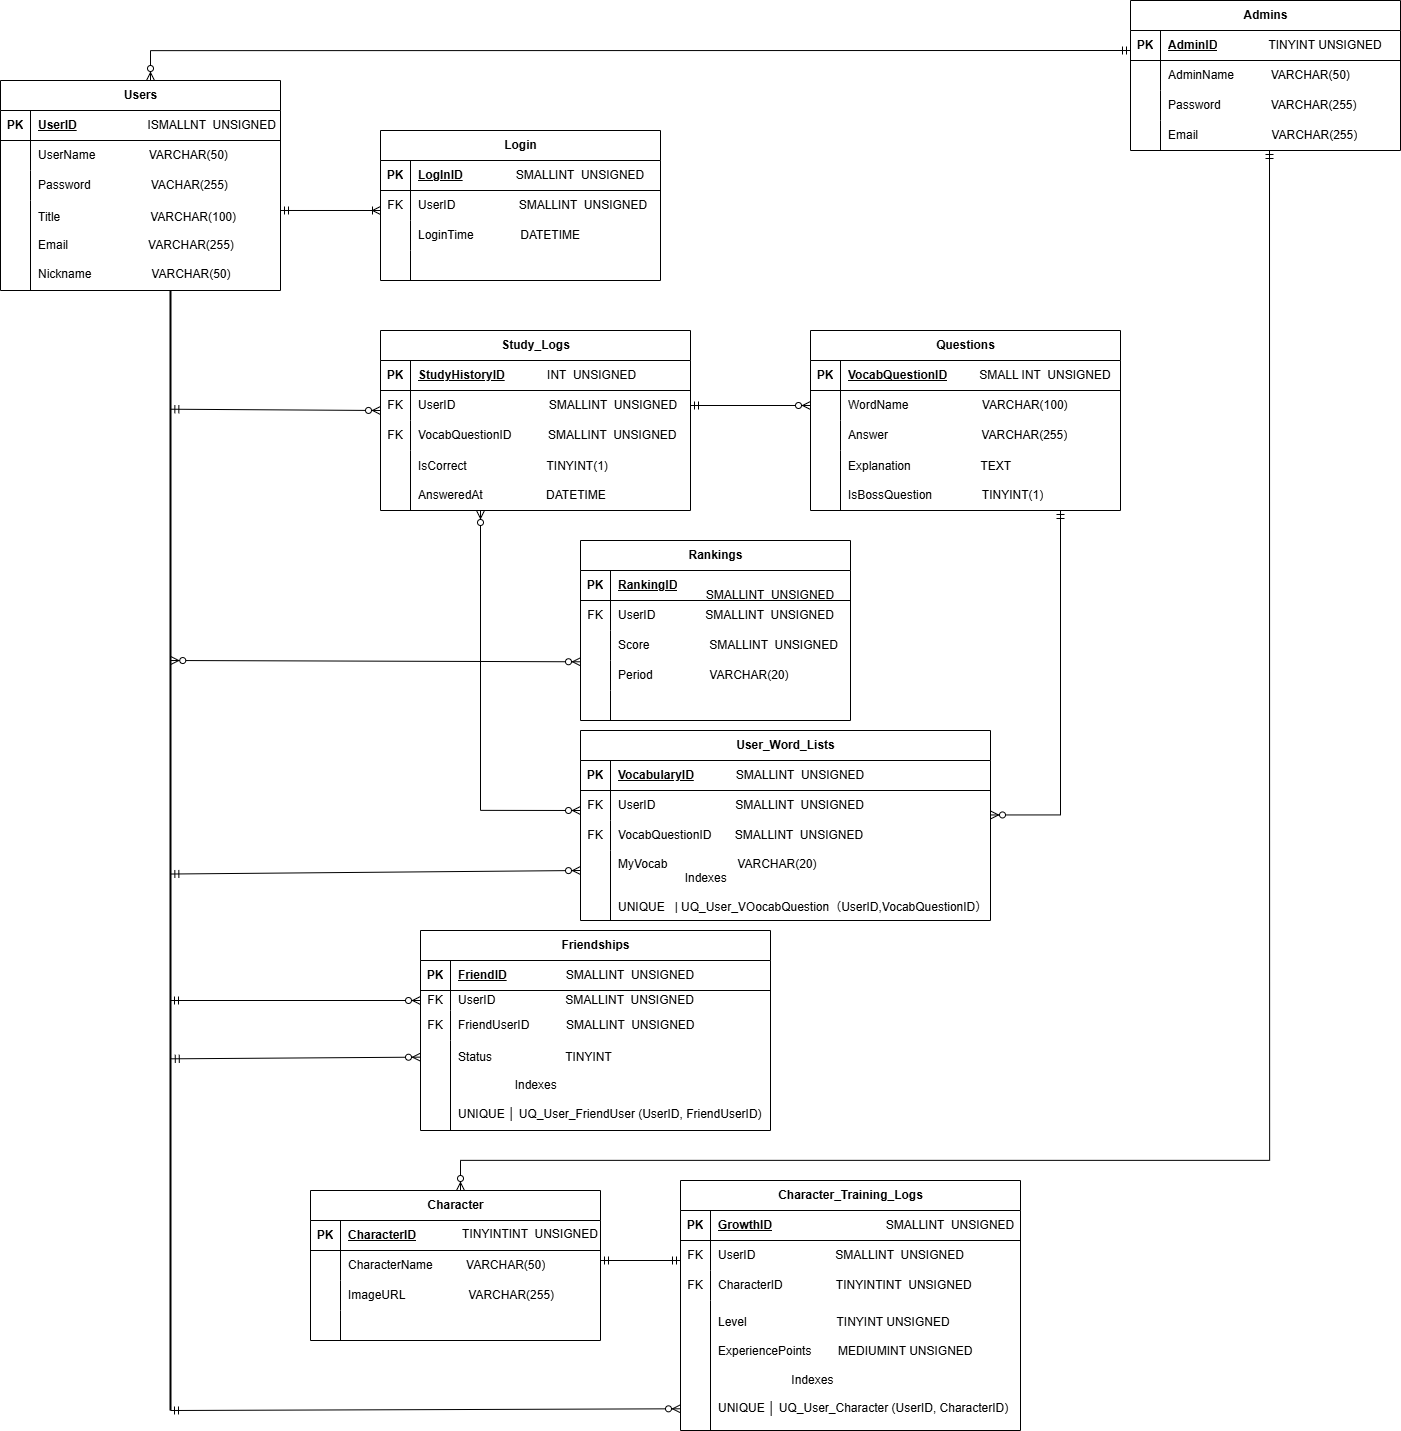 Admins
PK AdminID TINYINT UNSIGNED
AdminName VARCHAR(50)
Password VARCHAR(255)
Email VARCHAR(255)
Users
PK UserID ISMALLNT UNSIGNED
UserName VARCHAR(50)
Password VACHAR(255)
Title VARCHAR(100)
Email VARCHAR(255)
Nickname VARCHAR(50)
Login
PK LogInID SMALLINT UNSIGNED
FK UserID SMALLINT UNSIGNED
LoginTime DATETIME
Study_Logs
PK StudyHistoryID INT UNSIGNED
FK UserID SMALLINT UNSIGNED
FK VocabQuestionID SMALLINT UNSIGNED
IsCorrect TINYINT(1)
AnsweredAt DATETIME
Questions
PK VocabQuestionID SMALL INT UNSIGNED
WordName VARCHAR(100)
Answer VARCHAR(255)
Explanation TEXT
IsBossQuestion TINYINT(1)
Rankings
PK RankingID SMALLINT UNSIGNED
FK UserID SMALLINT UNSIGNED
Score SMALLINT UNSIGNED
Period VARCHAR(20)
User_Word_Lists
PK VocabularyID SMALLINT UNSIGNED
FK UserID SMALLINT UNSIGNED
FK VocabQuestionID SMALLINT UNSIGNED
MyVocab VARCHAR(20)
Indexes
UNIQUE | UQ_User_VOocabQuestion（UserID,VocabQuestionID）
Friendships
PK FriendID SMALLINT UNSIGNED
FK UserID SMALLINT UNSIGNED
FK FriendUserID SMALLINT UNSIGNED
Status TINYINT
Indexes
UNIQUE │ UQ_User_FriendUser (UserID, FriendUserID)
Character
PK CharacterID TINYINTINT UNSIGNED
CharacterName VARCHAR(50)
ImageURL VARCHAR(255)
Character_Training_Logs
PK GrowthID SMALLINT UNSIGNED
FK UserID SMALLINT UNSIGNED
FK CharacterID TINYINTINT UNSIGNED
Level TINYINT UNSIGNED
ExperiencePoints MEDIUMINT UNSIGNED
Indexes
UNIQUE │ UQ_User_Character (UserID, CharacterID)